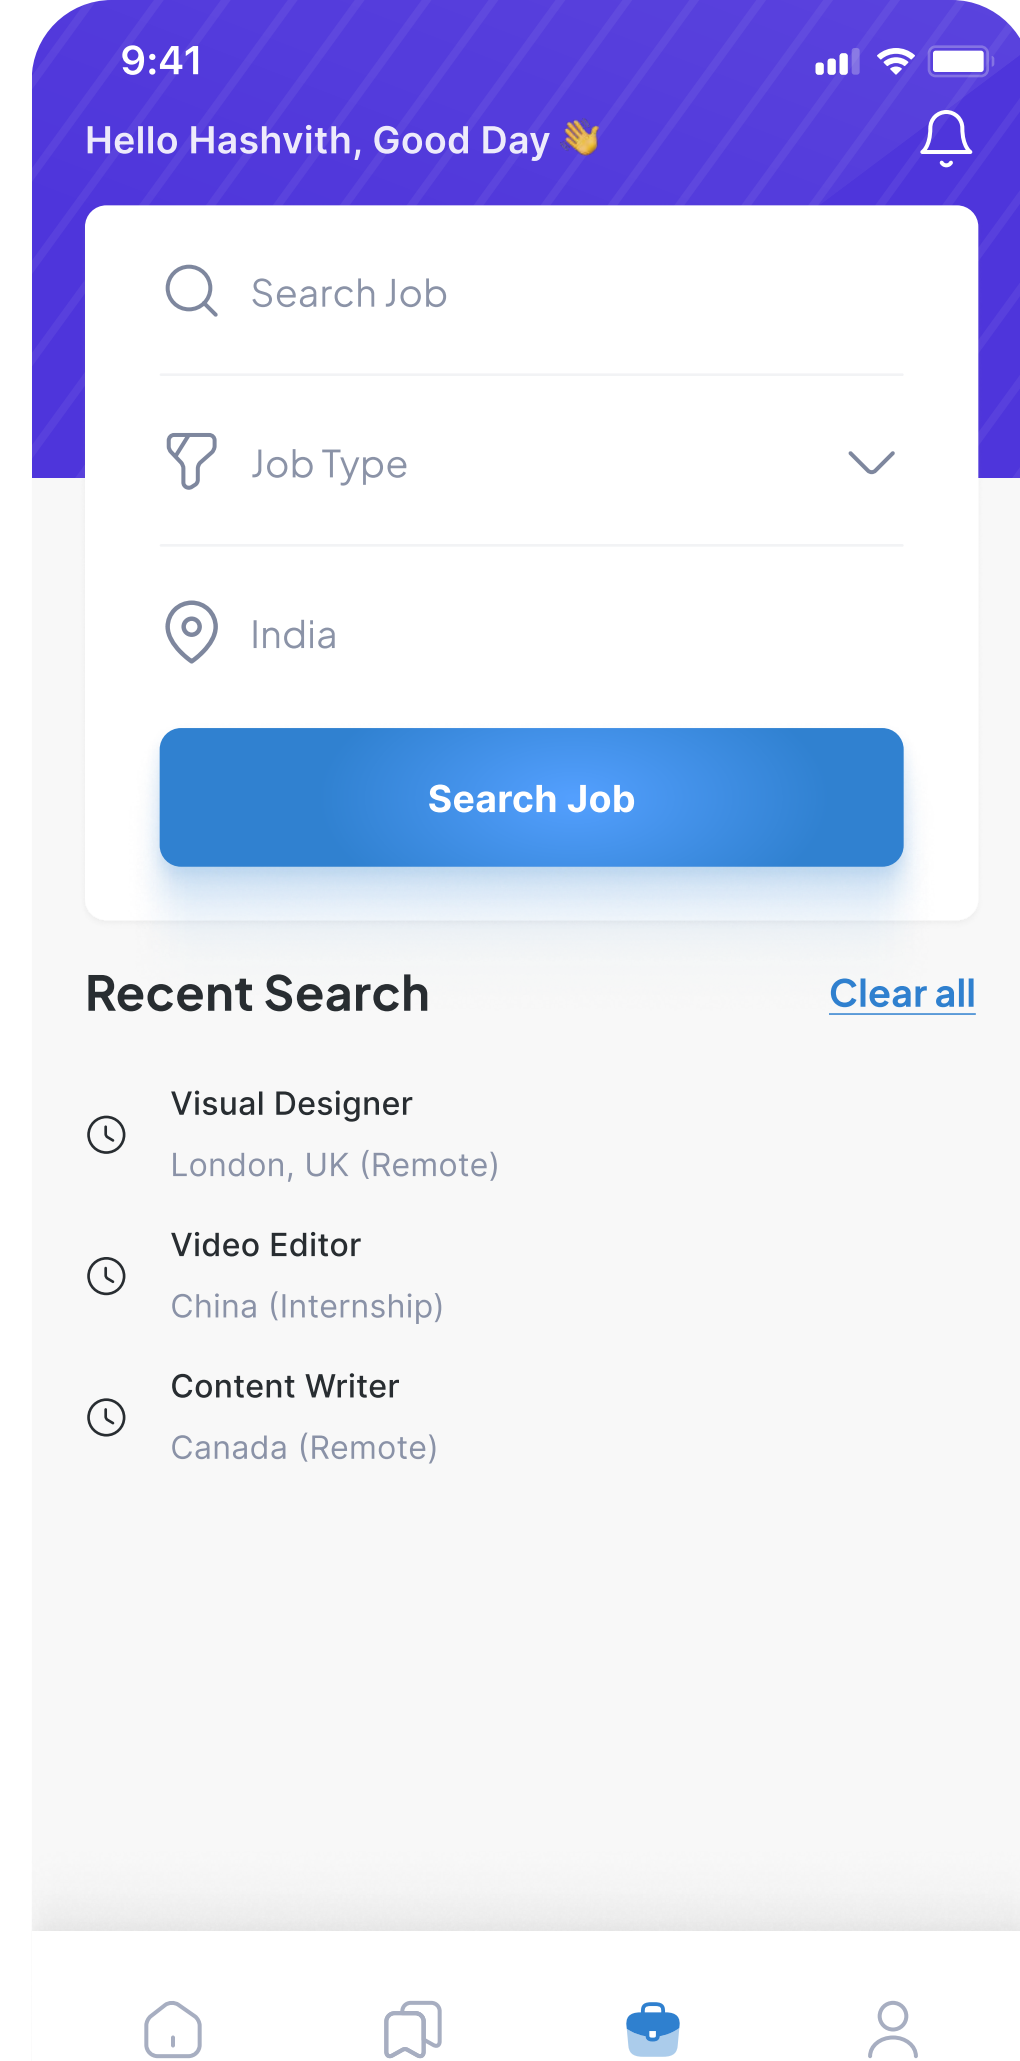 9:41
Hello Hashvith, Good Day 👋
Search Job
Job Type
India
Search Job
Recent Search
Clear all
Visual Designer
London, UK (Remote)
Video Editor
China (Internship)
Content Writer
Canada (Remote)